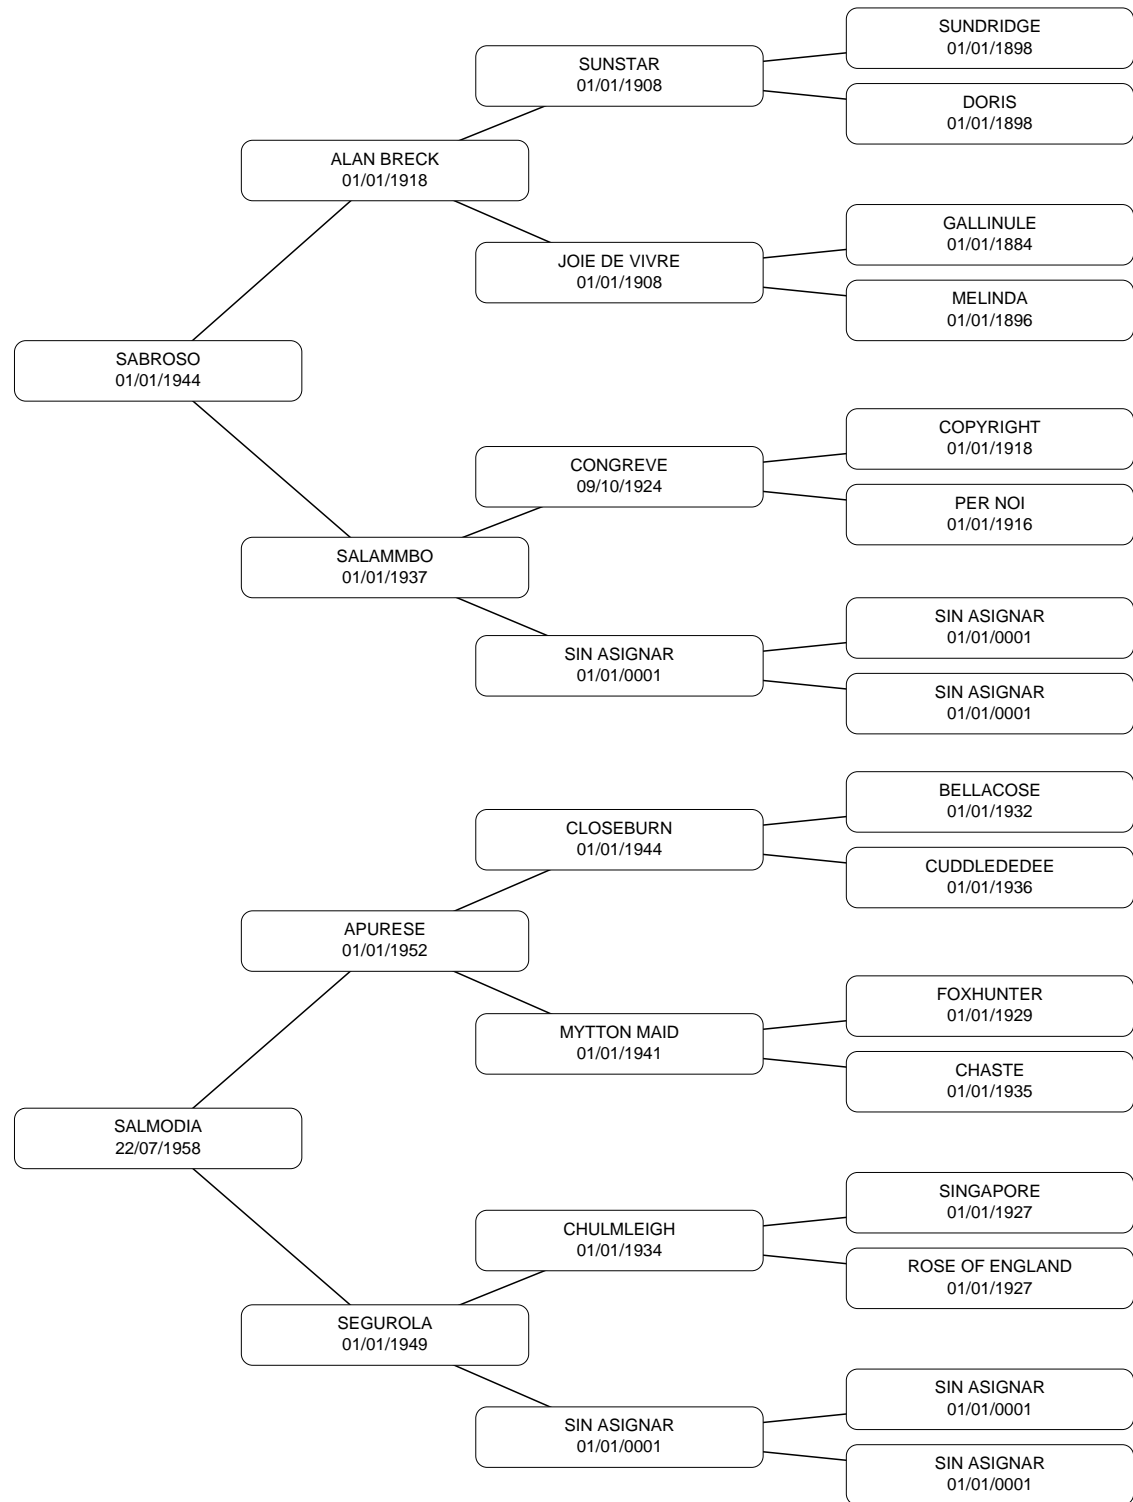 SUNDRIDGE
01/01/1898
SUNSTAR
01/01/1908
DORIS
01/01/1898
ALAN BRECK
01/01/1918
GALLINULE
01/01/1884
JOIE DE VIVRE
01/01/1908
MELINDA
01/01/1896
SABROSO
01/01/1944
COPYRIGHT
01/01/1918
CONGREVE
09/10/1924
PER NOI
01/01/1916
SALAMMBO
01/01/1937
SIN ASIGNAR
01/01/0001
SIN ASIGNAR
01/01/0001
SIN ASIGNAR
01/01/0001
BELLACOSE
01/01/1932
CLOSEBURN
01/01/1944
CUDDLEDEDEE
01/01/1936
APURESE
01/01/1952
FOXHUNTER
01/01/1929
MYTTON MAID
01/01/1941
CHASTE
01/01/1935
SALMODIA
22/07/1958
SINGAPORE
01/01/1927
CHULMLEIGH
01/01/1934
ROSE OF ENGLAND
01/01/1927
SEGUROLA
01/01/1949
SIN ASIGNAR
01/01/0001
SIN ASIGNAR
01/01/0001
SIN ASIGNAR
01/01/0001